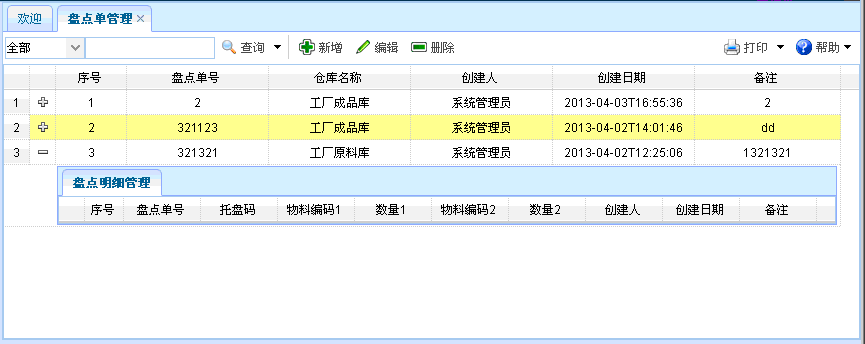 欢迎 盘点单管理
全部 查询 新增 编辑 删除 打印 帮助
序号 盘点单号 仓库名称 创建人 创建日期 备注
1 1 2 工厂成品库 系统管理员 2013-04-03T16:55:36 2
2 2 321123 工厂成品库 系统管理员 2013-04-02T14:01:46 dd
3 3 321321 工厂原料库 系统管理员 2013-04-02T12:25:06 1321321
盘点明细管理
序号 盘点单号 托盘码 物料编码1 数量1 物料编码2 数量2 创建人 创建日期 备注